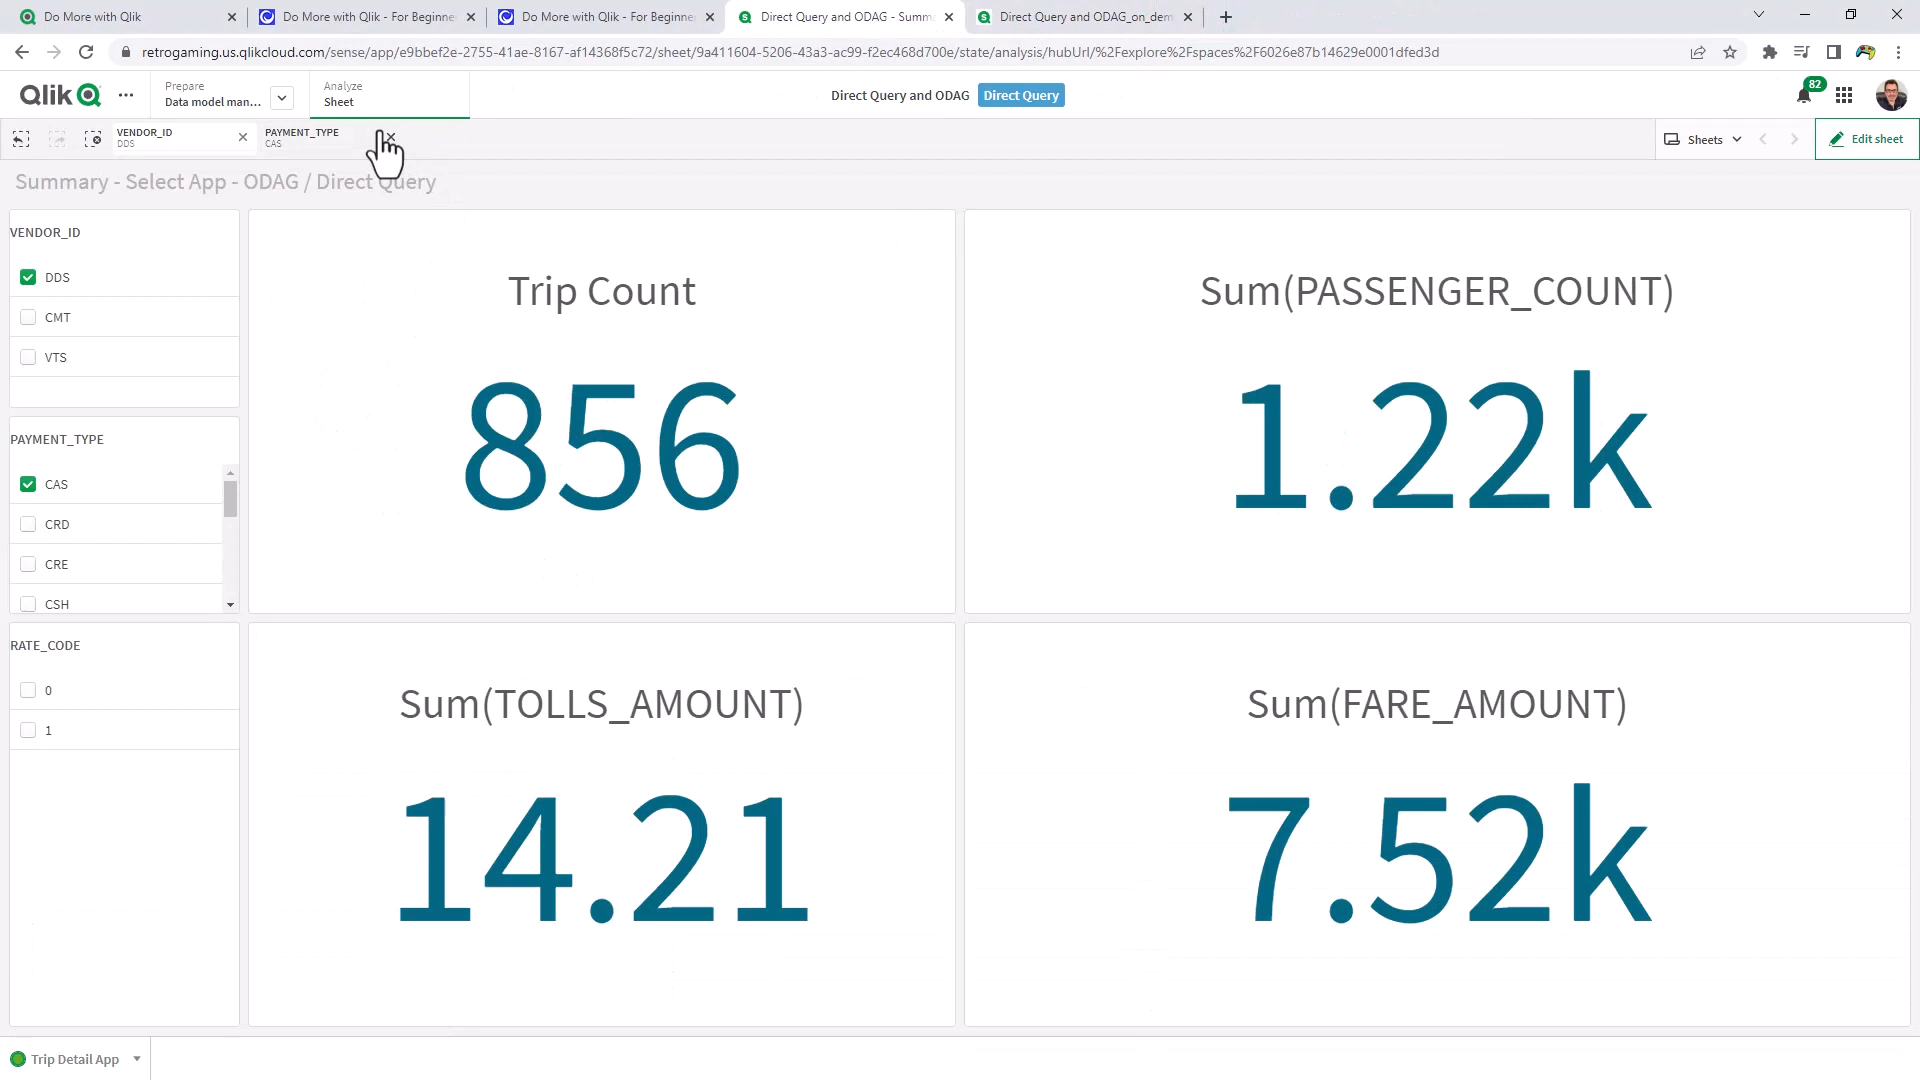 Do More with Qlik
Do More with Qlik - For Beginne
Do More with Qlik - For Beginne
Direct Query and ODAG - Summ
Direct Query and ODAG_on_dem
retrogaming.us.qlikcloud.com/sense/app/e9bbef2e-2755-41ae-8167-af14368f5c72/sheet/9a411604-5206-43a3-ac99-f2ec468d700e/state/analysis/hubUrl/%2Fexplore%2Fspaces%2F6026e87b14629e0001dfed3d
Qlik
Prepare
Data model man...
Analyze
Sheet
Direct Query and ODAG
Direct Query
82
VENDOR_ID
DDS
PAYMENT_TYPE
CAS
Sheets
Edit sheet
Summary - Select App - ODAG / Direct Query
VENDOR_ID
DDS
CMT
VTS
PAYMENT_TYPE
CAS
CRD
CRE
CSH
RATE_CODE
0
1
Trip Count
856
Sum(PASSENGER_COUNT)
1.22k
Sum(TOLLS_AMOUNT)
14.21
Sum(FARE_AMOUNT)
7.52k
Trip Detail App